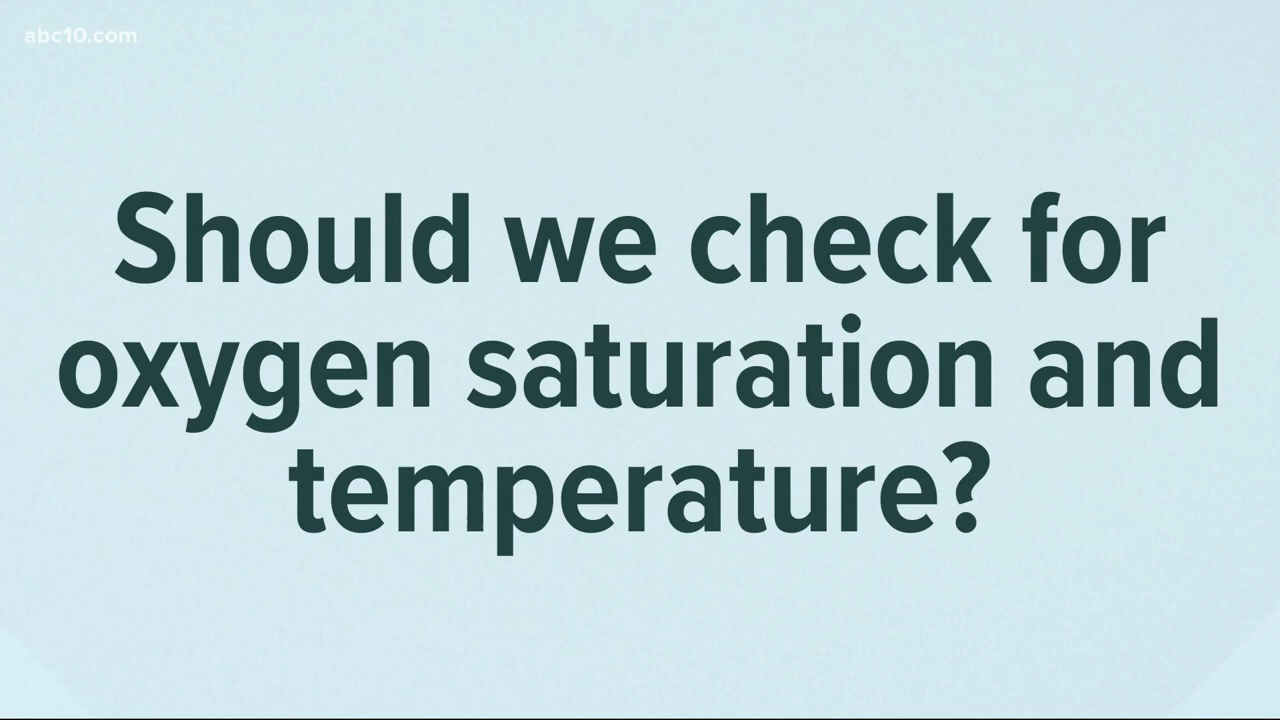 abc10.com
Should we check for
oxygen saturation and
temperature?